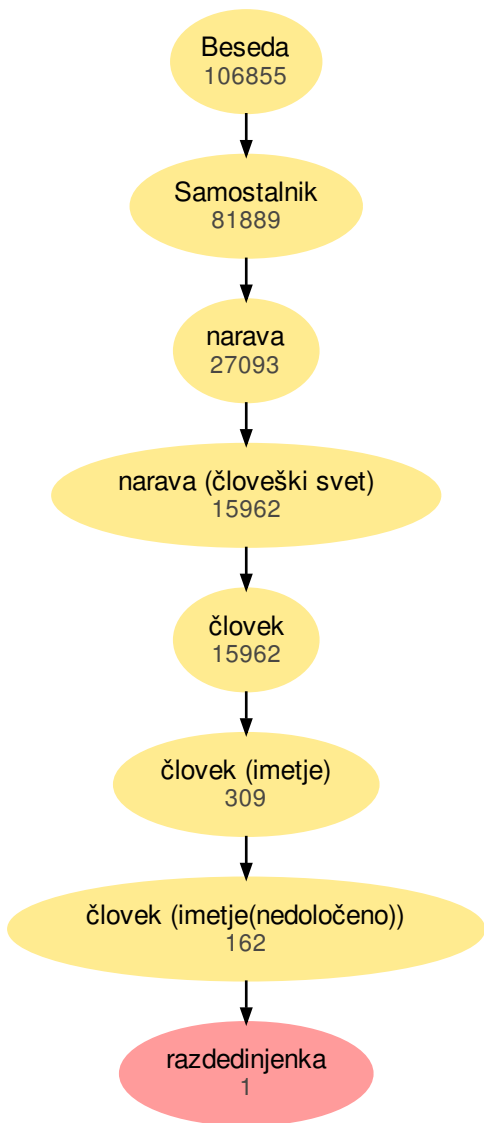 Beseda
106855
Samostalnik
81889
narava
27093
narava (človeški svet)
15962
človek
15962
človek (imetje)
309
človek (imetje(nedoločeno))
162
razdedinjenka
1